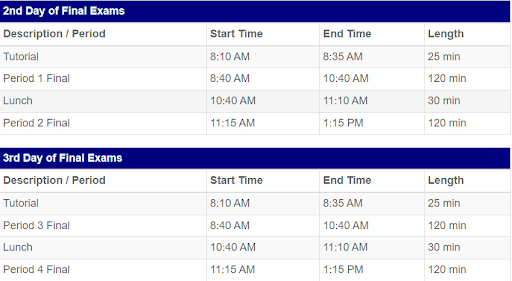 2nd Day of Final Exams
Description / Period Start Time End Time Length
Tutorial 8:10 AM 8:35 AM 25 min
Period 1 Final 8:40 AM 10:40 AM 120 min
Lunch 10:40 AM 11:10 AM 30 min
Period 2 Final 11:15 AM 1:15 PM 120 min
3rd Day of Final Exams
Description / Period Start Time End Time Length
Tutorial 8:10 AM 8:35 AM 25 min
Period 3 Final 8:40 AM 10:40 AM 120 min
Lunch 10:40 AM 11:10 AM 30 min
Period 4 Final 11:15 AM 1:15 PM 120 min